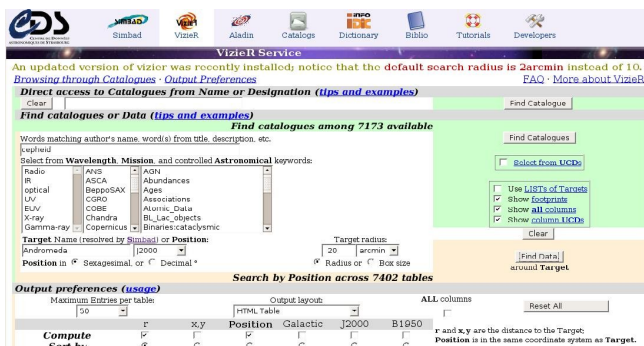 CDS
CENTRE DE DONNÉES
ASTRONOMIQUES DE STRASBOURG
SIMBAD VizieR INFO
Simbad VizieR Aladin Catalogs Dictionary Biblio Tutorials Developers
VizieR Service
An updated version of vizier was recently installed; notice that the default search radius is 2arcmin instead of 10.
Browsing through Catalogues · Output Preferences FAQ · More about VizieR
Direct access to Catalogues from Name or Designation (tips and examples)
Clear Find Catalogue
Find catalogues or Data (tips and examples)
Find catalogues among 7173 available
Words matching author's name, word(s) from title, description, etc. Find Catalogues
cepheid
Select from Wavelength, Mission, and controlled Astronomical keywords: Select from UCDs
Radio ANS AGN
IR ASCA Abundances
optical BeppoSAX Ages Use LISTs of Targets
UV CGRO Associations Show footprints
EUV COBE Atomic_Data Show all columns
X-ray Chandra BL_Lac_objects Show column UCDs
Gamma-ray Copernicus Binaries:cataclysmic Clear
Target Name (resolved by Simbad) or Position: Target radius:
Andromeda J2000 20 arcmin Find Data
Position in Sexagesimal, or Decimal ° Radius or Box size around Target
Search by Position across 7402 tables
Output preferences (usage)
Maximum Entries per table: Output layout: ALL columns Reset All
50 HTML Table
r x,y Position Galactic J2000 B1950
Compute r and x,y are the distance to the Target;
Sort by Position is in the same coordinate system as Target.